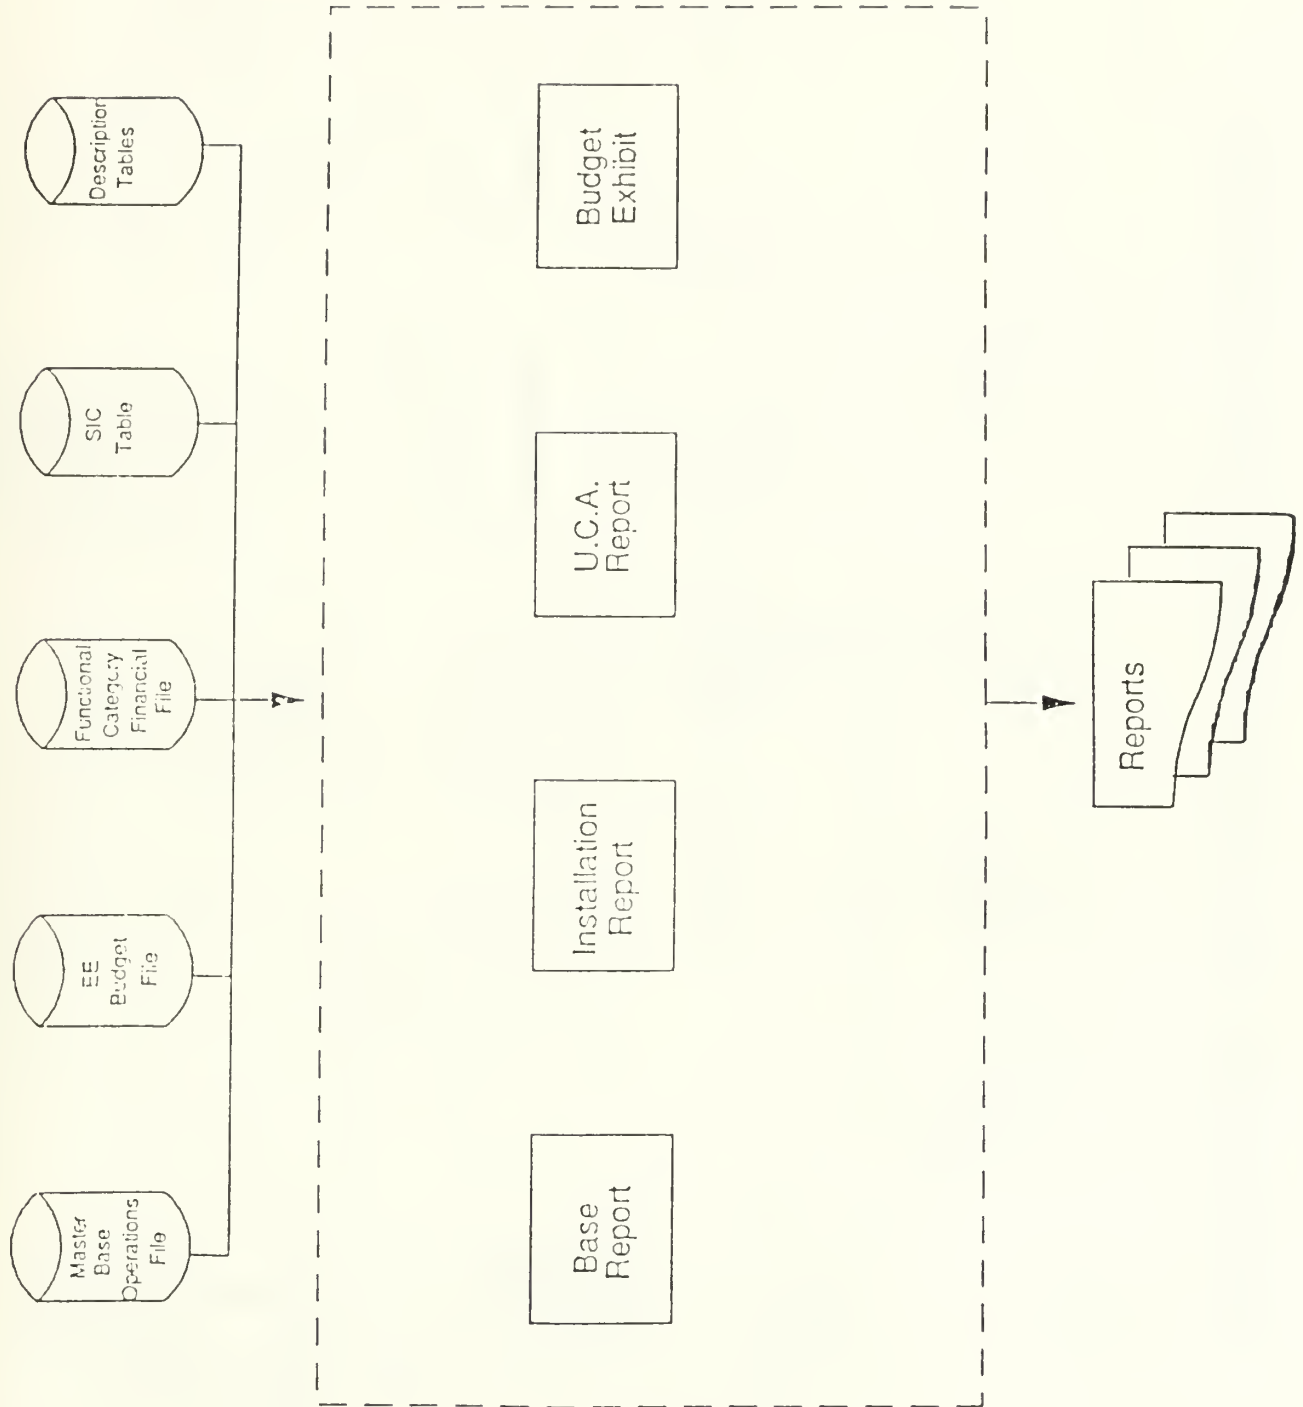 Master
Base
Operations
File
EE
Budget
File
Functional
Category
Financial
File
SIC
Table
Description
Tables
?
Base
Report
Installation
Report
U.C.A.
Report
Budget
Exhibit
Reports